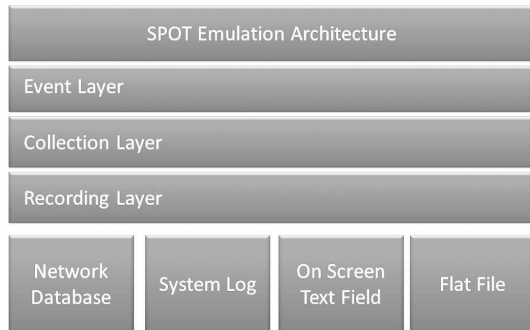 SPOT Emulation Architecture
Event Layer
Collection Layer
Recording Layer
Network
Database
System Log
On Screen
Text Field
Flat File